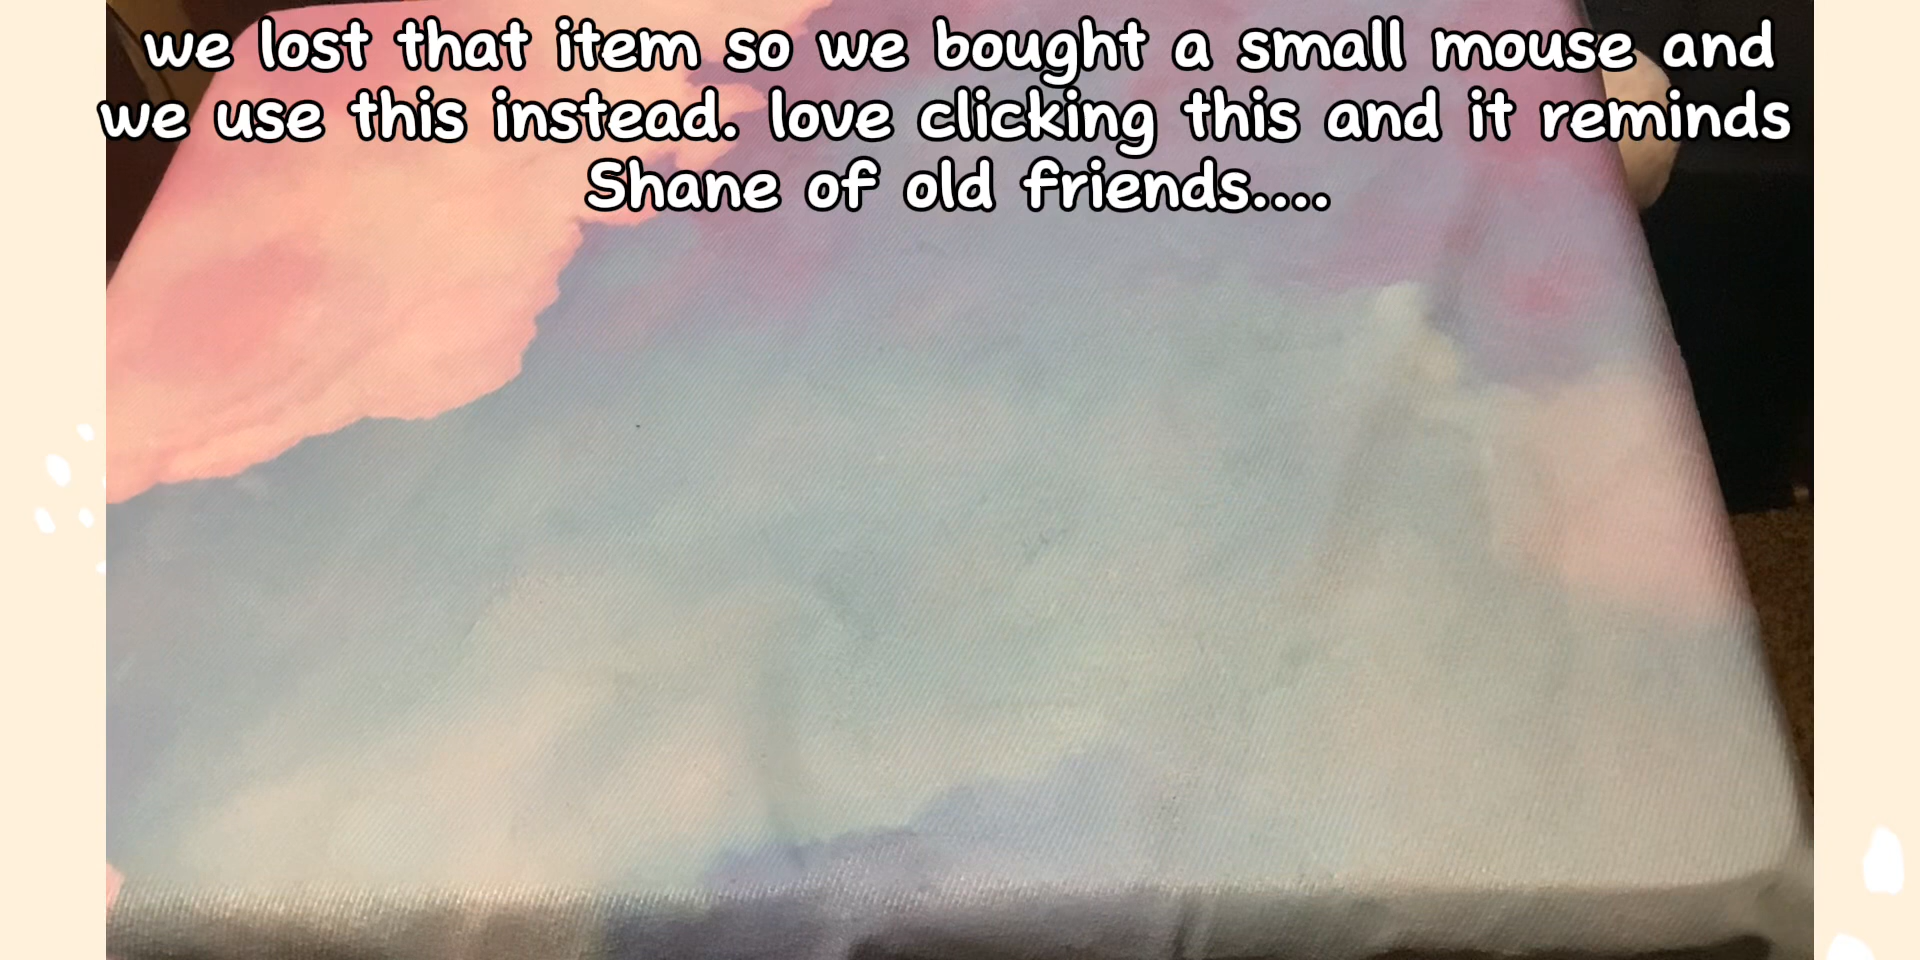 we lost that item so we bought a small mouse and
we use this instead. love clicking this and it reminds
Shane of old friends....